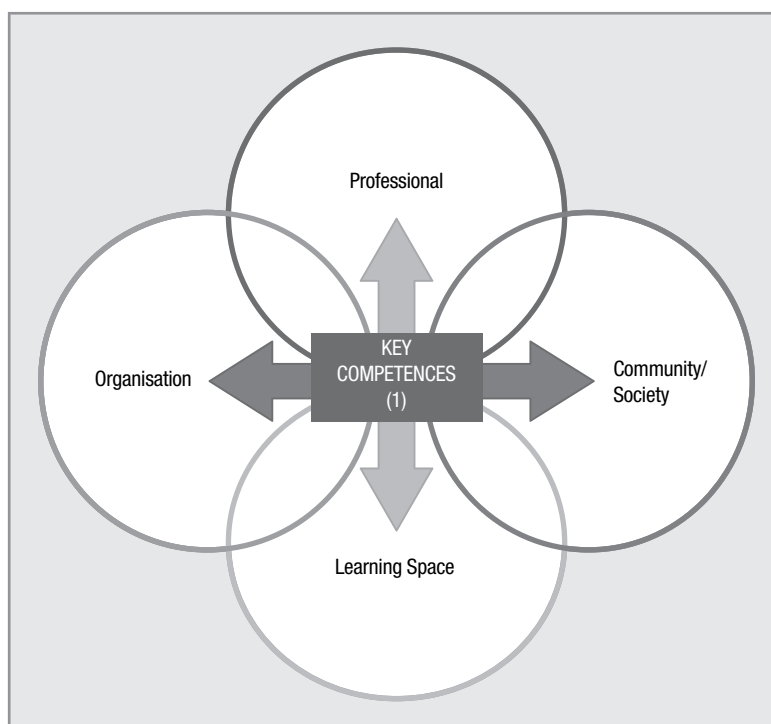 Professional
Organisation
KEY
COMPETENCES
(1)
Community/
Society
Learning Space